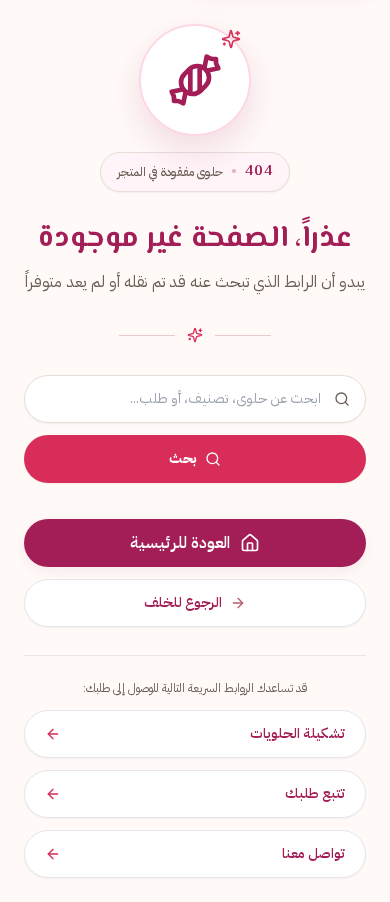 404 • حلوى مفقودة في المتجر
عذراً، الصفحة غير موجودة
يبدو أن الرابط الذي تبحث عنه قد تم نقله أو لم يعد متوفراً
ابحث عن حلوى، تصنيف، أو طلب...
بحث
العودة للرئيسية
الرجوع للخلف
قد تساعدك الروابط السريعة التالية للوصول إلى طلبك:
تشكيلة الحلويات
تتبع طلبك
تواصل معنا